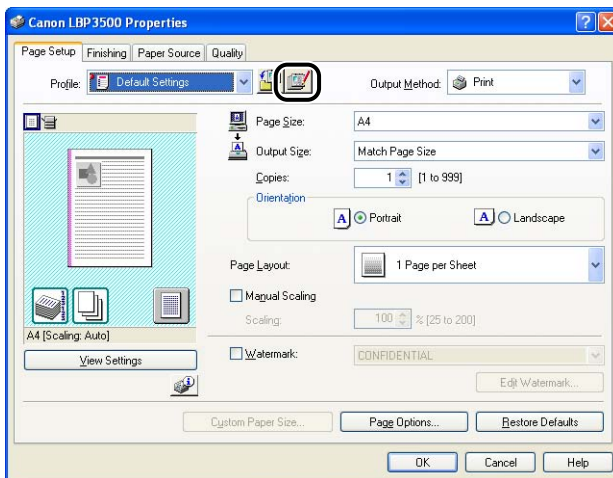 Canon LBP3500 Properties
Page Setup Finishing Paper Source Quality
Profile: Default Settings Output Method: Print
Page Size: A4
Output Size: Match Page Size
Copies: 1 [1 to 999]
Orientation
A Portrait A Landscape
Page Layout: 1 Page per Sheet
Manual Scaling
Scaling: 100 % [25 to 200]
A4 [Scaling: Auto]
View Settings
Watermark: CONFIDENTIAL
Edit Watermark...
Custom Paper Size... Page Options... Restore Defaults
OK Cancel Help